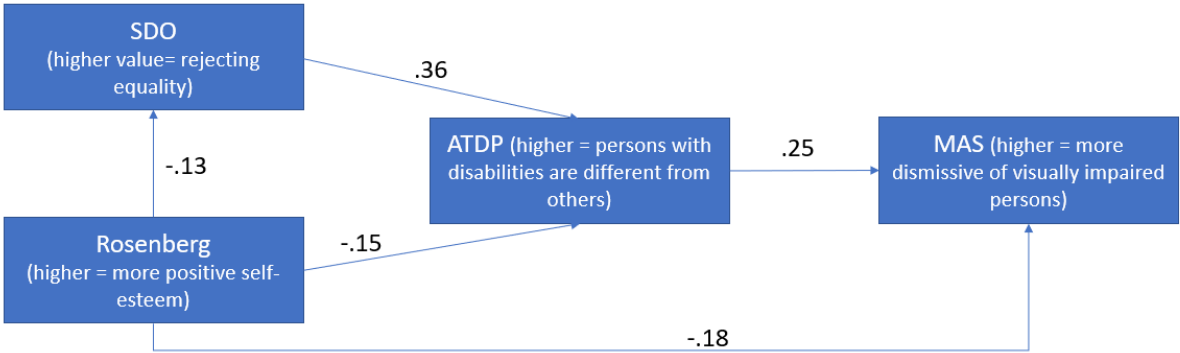 SDO
(higher value= rejecting
equality)
.36
ATDP (higher = persons with
disabilities are different from
others)
.25
MAS (higher = more
dismissive of visually impaired
persons)
-.13
Rosenberg
(higher = more positive self-
esteem)
-.15
-.18